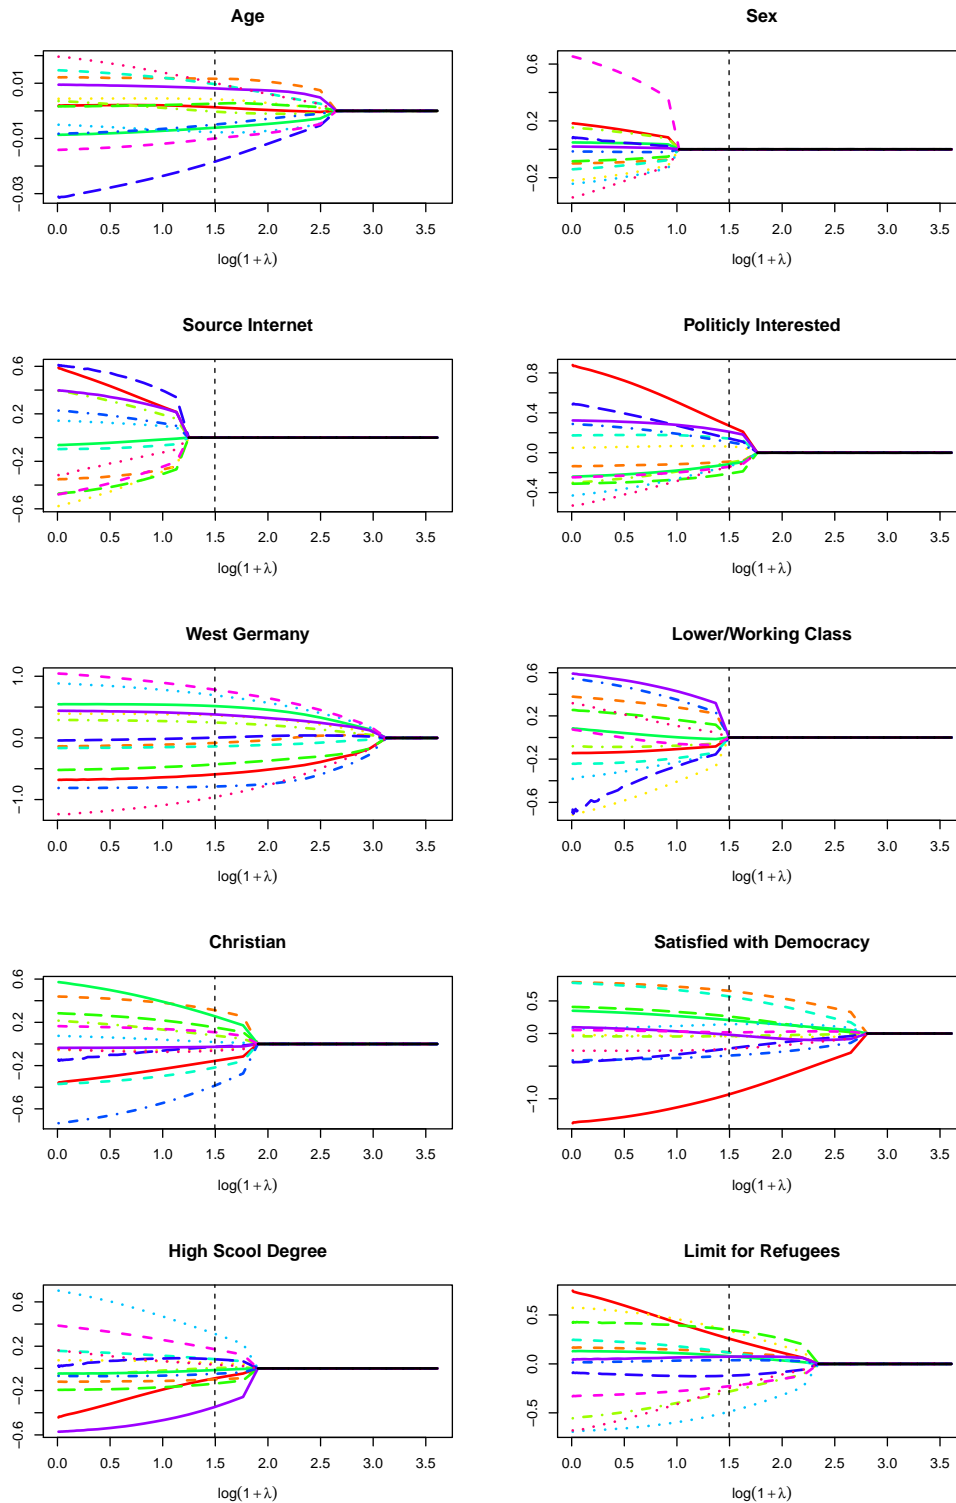 Age
0.01
−0.01
−0.03
0.0 0.5 1.0 1.5 2.0 2.5 3.0 3.5
log(1+λ)
Sex
0.6
0.2
−0.2
0.0 0.5 1.0 1.5 2.0 2.5 3.0 3.5
log(1+λ)
Source Internet
0.6
0.2
−0.2
−0.6
0.0 0.5 1.0 1.5 2.0 2.5 3.0 3.5
log(1+λ)
Politicly Interested
0.8
0.4
0.0
−0.4
0.0 0.5 1.0 1.5 2.0 2.5 3.0 3.5
log(1+λ)
West Germany
1.0
0.0
−1.0
0.0 0.5 1.0 1.5 2.0 2.5 3.0 3.5
log(1+λ)
Lower/Working Class
0.6
0.2
−0.2
−0.6
0.0 0.5 1.0 1.5 2.0 2.5 3.0 3.5
log(1+λ)
Christian
0.6
0.2
−0.2
−0.6
0.0 0.5 1.0 1.5 2.0 2.5 3.0 3.5
log(1+λ)
Satisfied with Democracy
0.5
0.0
−1.0
0.0 0.5 1.0 1.5 2.0 2.5 3.0 3.5
log(1+λ)
High Scool Degree
0.6
0.2
−0.2
−0.6
0.0 0.5 1.0 1.5 2.0 2.5 3.0 3.5
log(1+λ)
Limit for Refugees
0.5
0.0
−0.5
0.0 0.5 1.0 1.5 2.0 2.5 3.0 3.5
log(1+λ)